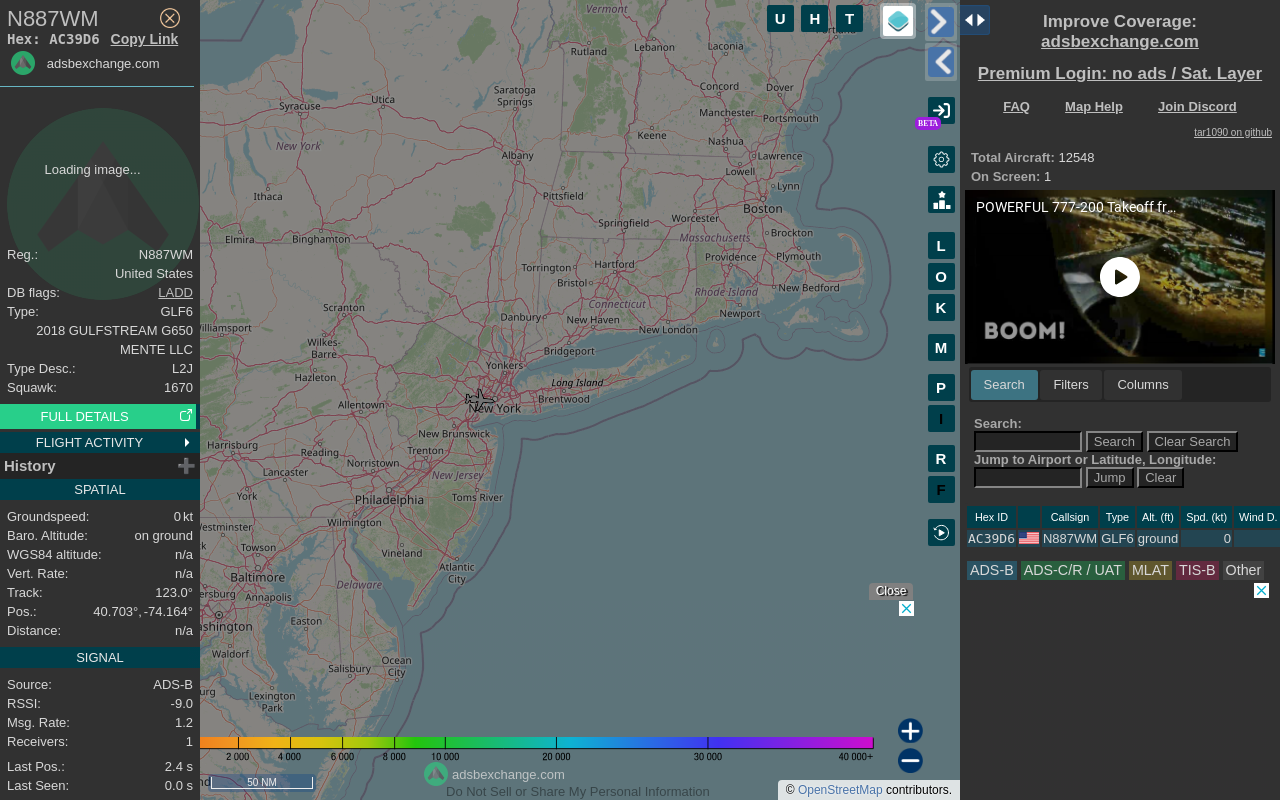 N887WM
Hex: AC39D6 Copy Link
adsbexchange.com
Loading image...
Reg.: N887WM
United States
DB flags: LADD
Type: GLF6
2018 GULFSTREAM G650
MENTE LLC
Type Desc.: L2J
Squawk: 1670
FULL DETAILS
FLIGHT ACTIVITY
History
SPATIAL
Groundspeed: 0 kt
Baro. Altitude: on ground
WGS84 altitude: n/a
Vert. Rate: n/a
Track: 123.0°
Pos.: 40.703°, -74.164°
Distance: n/a
SIGNAL
Source: ADS-B
RSSI: -9.0
Msg. Rate: 1.2
Receivers: 1
Last Pos.: 2.4 s
Last Seen: 0.0 s
Vermont
Rutland
Lebanon
Laconia
Concord
Dover
Saratoga
Springs
Syracuse
Utica
Manchester
Portsmouth
Keene
Nashua
New York
Albany
Lawrence
Lowell
Ithaca
Pittsfield
Lynn
Boston
Worcester
Springfield
Elmira
Binghamton
Massachusetts
Brockton
Providence
Plymouth
Torrington
Hartford
Bristol
New Bedford
Rhode Island
Connecticut
Scranton
Danbury
New Haven
Newport
New London
Williamsport
Wilkes-
Barre
Bridgeport
Yonkers
Hazleton
Long Island
Brentwood
Allentown
New York
New Brunswick
Harrisburg
Reading
Trenton
Norristown
Lancaster
New Jersey
York
Philadelphia
Toms River
Wilmington
Westminster
Towson
Vineland
Atlantic
City
Baltimore
Delaware
Annapolis
Washington
Easton
Waldorf
Ocean
City
Salisbury
Lexington
Park
U H T
BETA
L
O
K
M
P
I
R
F
Close
2 000 4 000 6 000 8 000 10 000 20 000 30 000 40 000+
50 NM
adsbexchange.com
Do Not Sell or Share My Personal Information
© OpenStreetMap contributors.
Improve Coverage:
adsbexchange.com
Premium Login: no ads / Sat. Layer
FAQ Map Help Join Discord
tar1090 on github
Total Aircraft: 12548
On Screen: 1
POWERFUL 777-200 Takeoff fr...
BOOM!
Search Filters Columns
Search:
Search Clear Search
Jump to Airport or Latitude, Longitude:
Jump Clear
Hex ID Callsign Type Alt. (ft) Spd. (kt) Wind D.
AC39D6 N887WM GLF6 ground 0
ADS-B ADS-C/R / UAT MLAT TIS-B Other